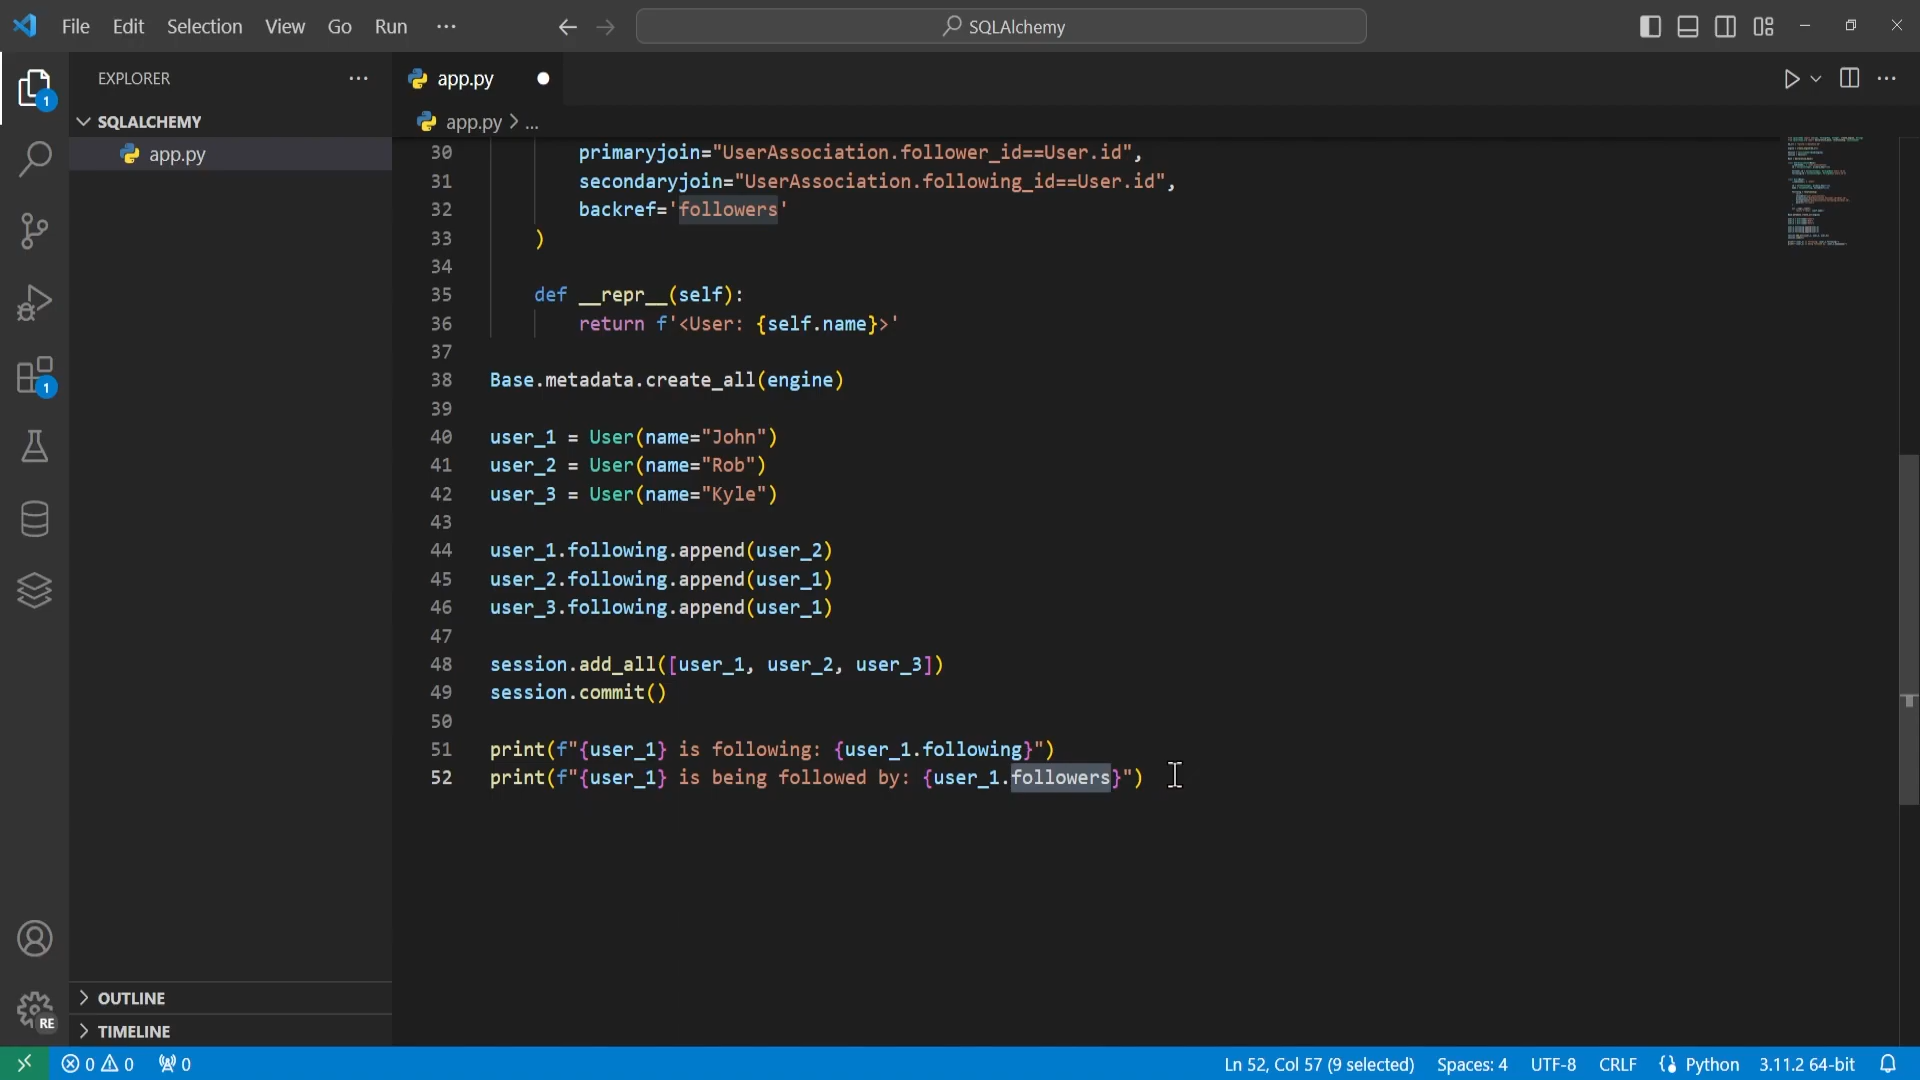 File Edit Selection View Go Run ...
SQLAlchemy
EXPLORER
SQLALCHEMY
app.py
1
1
RE
OUTLINE
TIMELINE
app.py
app.py > ...
30 primaryjoin="UserAssociation.follower_id==User.id",
31 secondaryjoin="UserAssociation.following_id==User.id",
32 backref='followers'
33 )
34
35 def __repr__(self):
36 return f'<User: {self.name}>'
37
38 Base.metadata.create_all(engine)
39
40 user_1 = User(name="John")
41 user_2 = User(name="Rob")
42 user_3 = User(name="Kyle")
43
44 user_1.following.append(user_2)
45 user_2.following.append(user_1)
46 user_3.following.append(user_1)
47
48 session.add_all([user_1, user_2, user_3])
49 session.commit()
50
51 print(f"{user_1} is following: {user_1.following}")
52 print(f"{user_1} is being followed by: {user_1.followers}")
0 0 0 Ln 52, Col 57 (9 selected) Spaces: 4 UTF-8 CRLF Python 3.11.2 64-bit